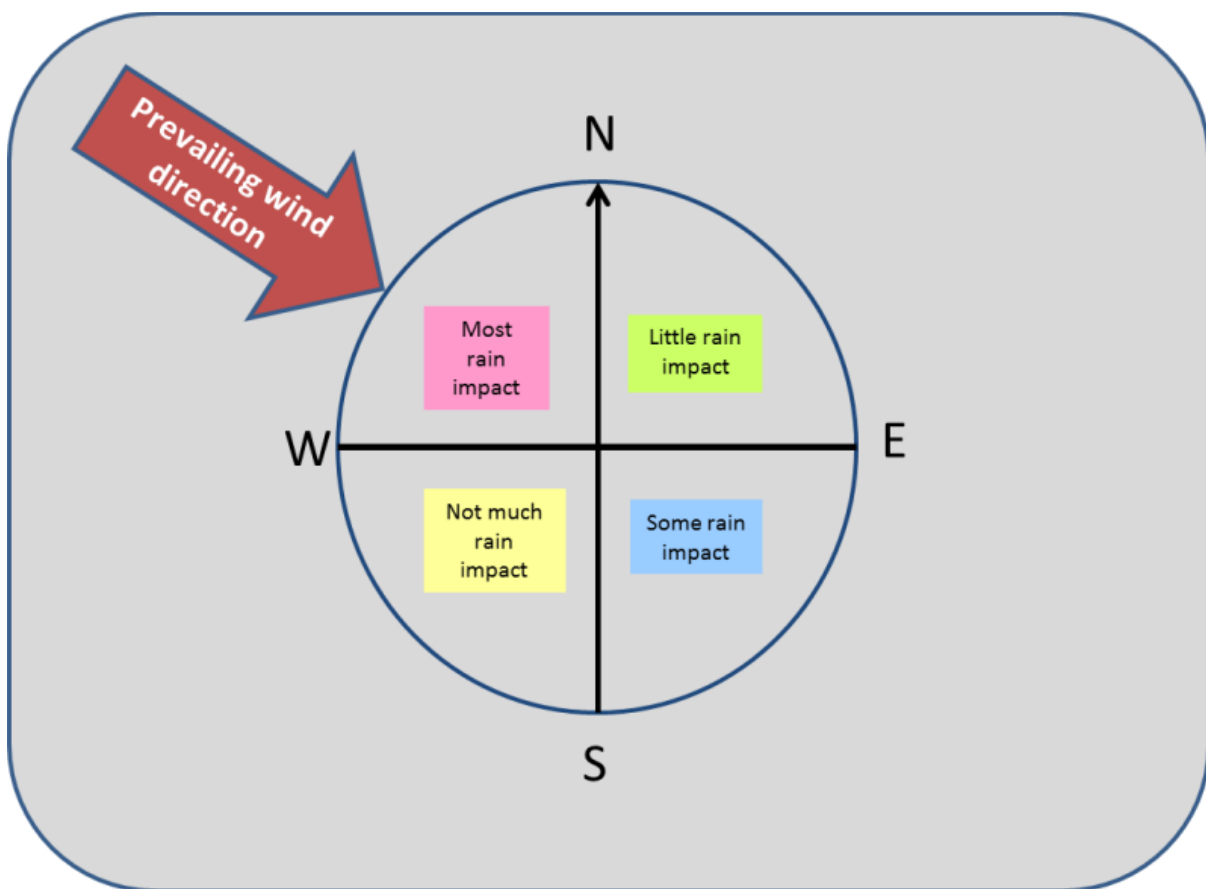 Prevailing wind
direction
N
Most
rain
impact
Little rain
impact
W
E
Not much
rain
impact
Some rain
impact
S